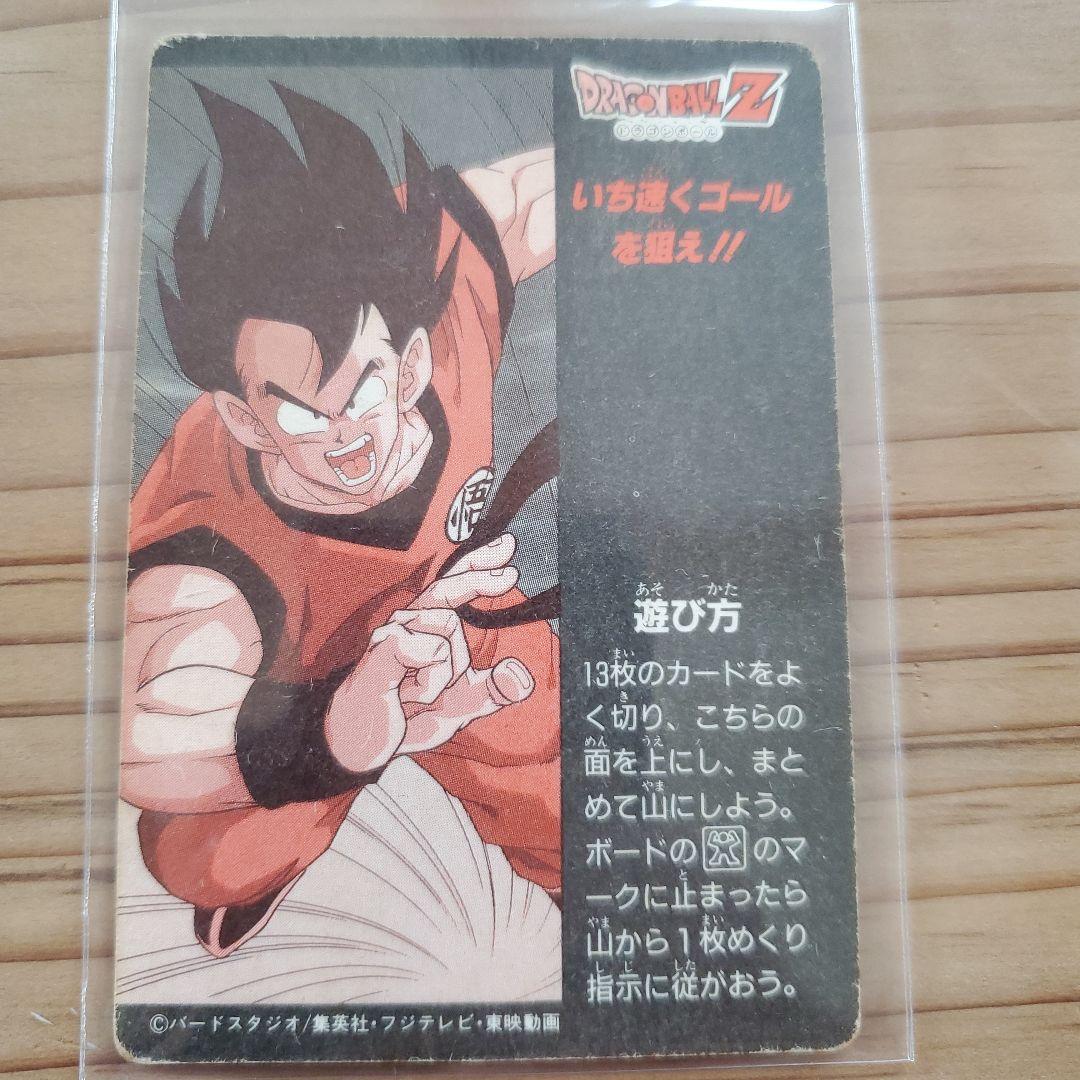 DRAGON BALL Z
ドラゴンボール
いち速くゴール
を狙え!!
悟
遊び方
13枚のカードをよ
く切り、こちらの
面を上にし、まと
めて山にしよう。
ボードの のマ
ークに止まったら
山から1枚めくり
指示に従がおう。
©バードスタジオ/集英社・フジテレビ・東映動画